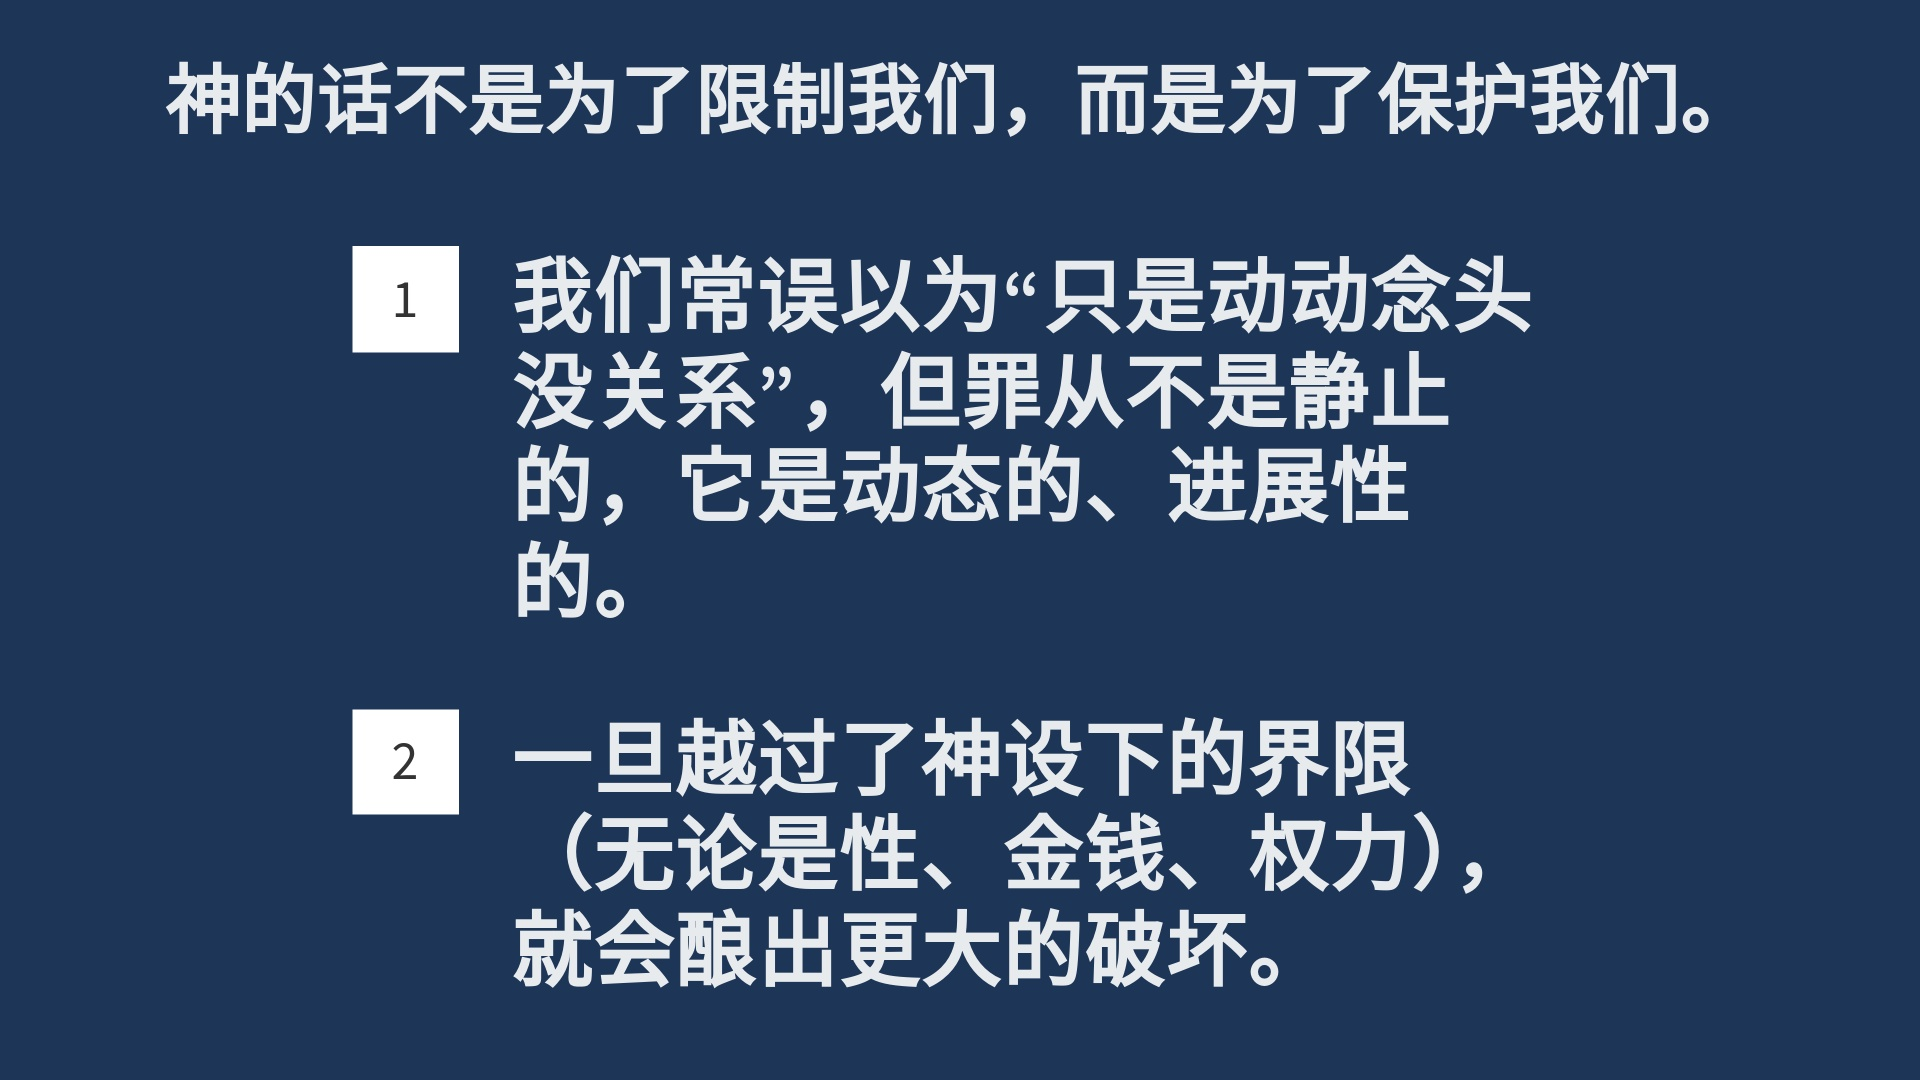 神的话不是为了限制我们，而是为了保护我们。
1
我们常误以为“只是动动念头
没关系”，但罪从不是静止
的，它是动态的、进展性
的。
2
一旦越过了神设下的界限
（无论是性、金钱、权力），
就会酿出更大的破坏。